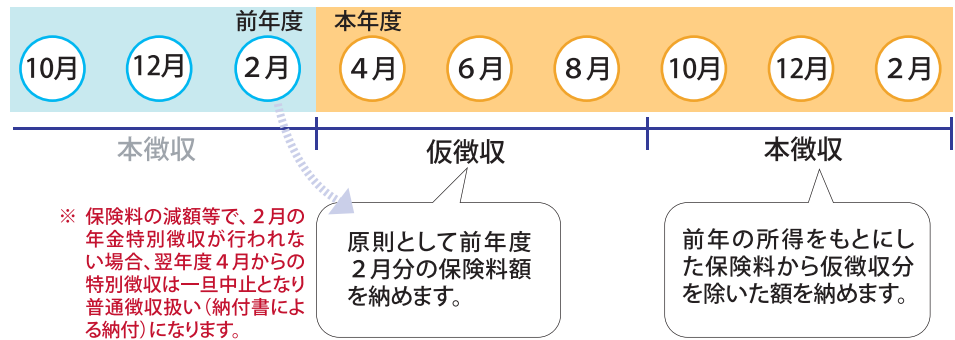 前年度 本年度
10月 12月 2月 4月 6月 8月 10月 12月 2月
本徴収 仮徴収 本徴収
※ 保険料の減額等で、2月の
年金特別徴収が行われな
い場合、翌年度4月からの
特別徴収は一旦中止となり
普通徴収扱い（納付書によ
る納付）になります。
原則として前年度
2月分の保険料額
を納めます。
前年の所得をもとにし
た保険料から仮徴収分
を除いた額を納めます。